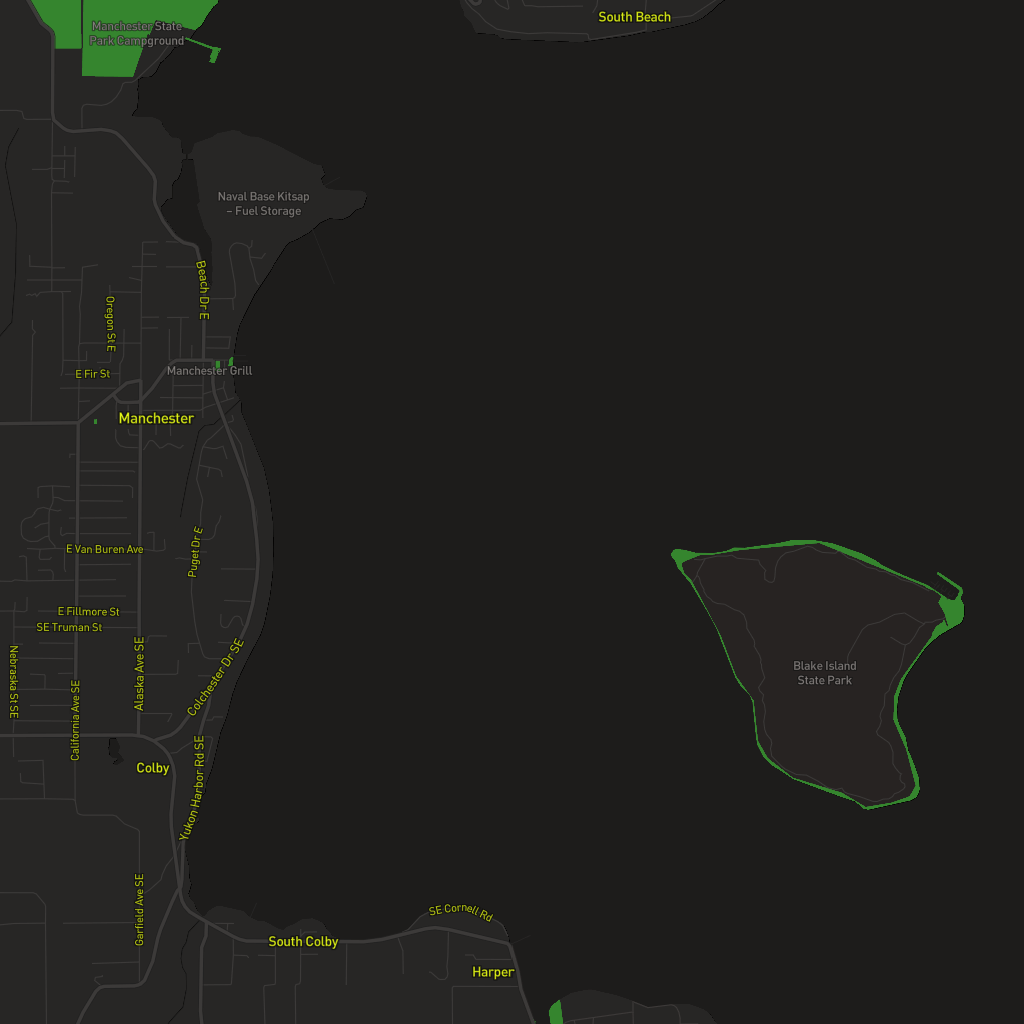 South Beach
Manchester State
Park Campground
Naval Base Kitsap
– Fuel Storage
Beach Dr E
Oregon St E
E Fir St
Manchester Grill
Manchester
Puget Dr E
E Van Buren Ave
E Fillmore St
SE Truman St
Nebraska St SE
California Ave SE
Alaska Ave SE
Colchester Dr SE
Blake Island
State Park
Colby
Yukon Harbor Rd SE
Garfield Ave SE
SE Cornell Rd
South Colby
Harper